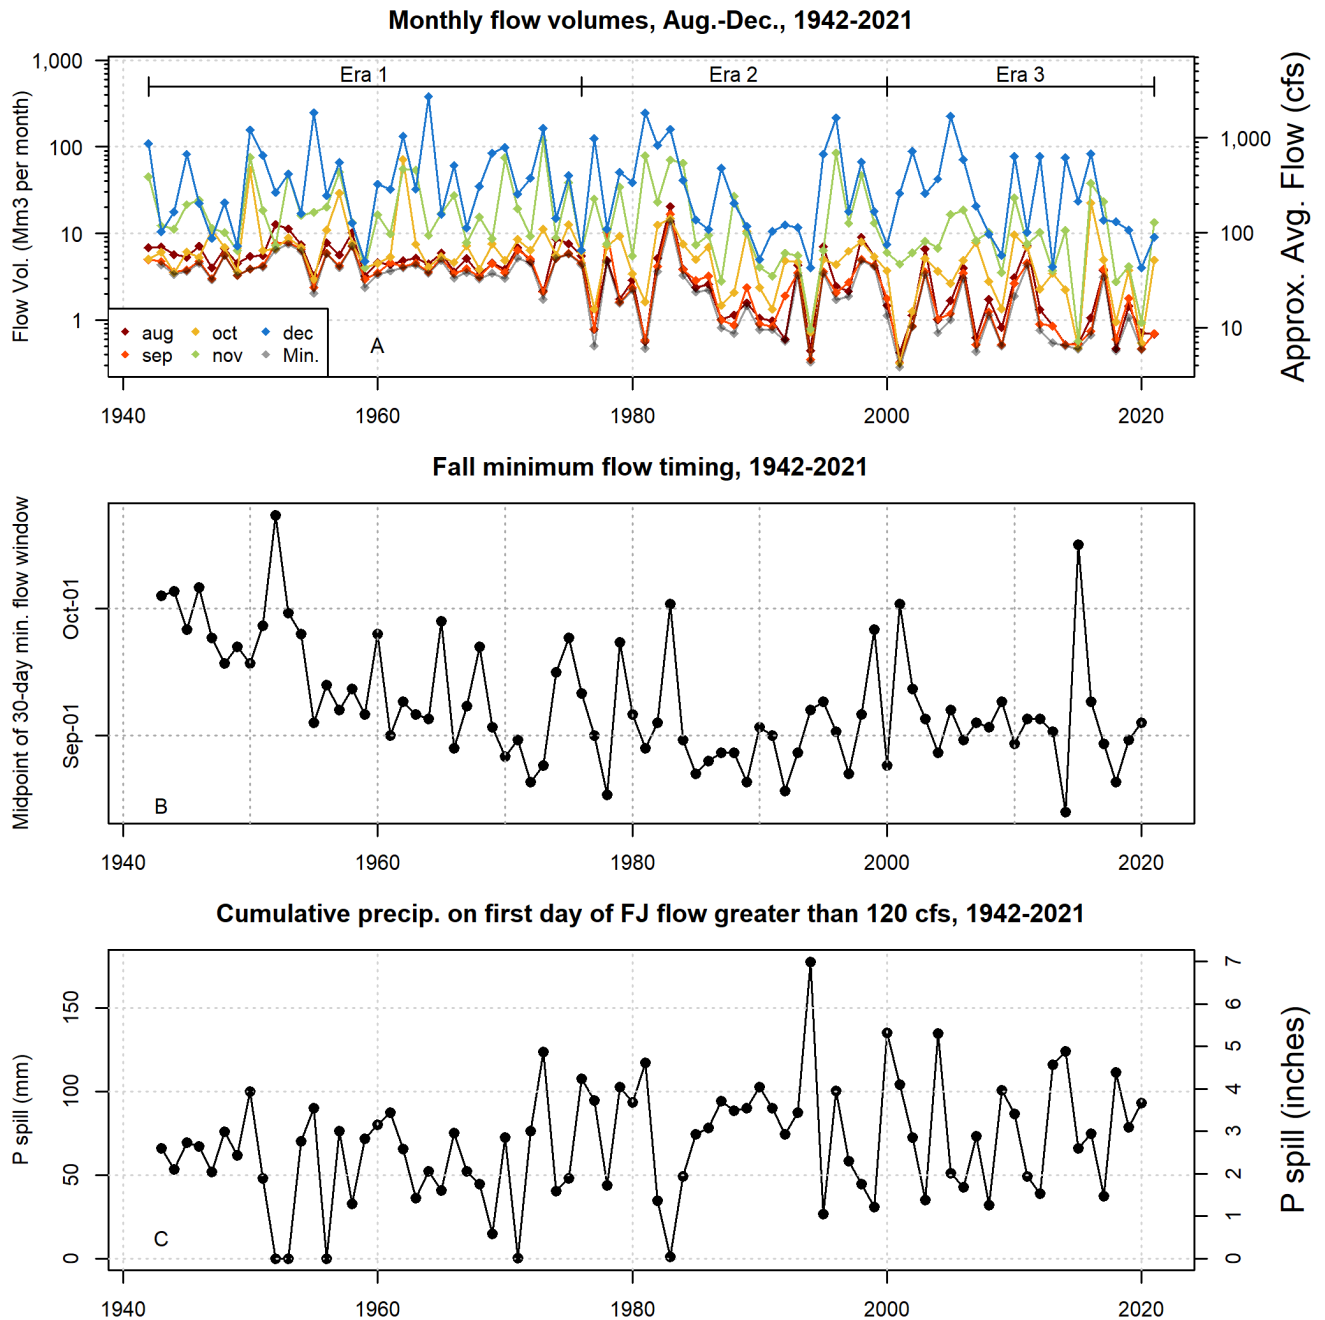 Monthly flow volumes, Aug.-Dec., 1942-2021
Flow Vol. (Mm3 per month)
1,000
100
10
1
Era 1
Era 2
Era 3
1,000
100
10
Approx. Avg. Flow (cfs)
aug oct dec
sep nov Min.
A
1940 1960 1980 2000 2020
Fall minimum flow timing, 1942-2021
Midpoint of 30-day min. flow window
Oct-01
Sep-01
B
1940 1960 1980 2000 2020
Cumulative precip. on first day of FJ flow greater than 120 cfs, 1942-2021
P spill (mm)
150
100
50
0
7
6
5
4
3
2
1
0
P spill (inches)
C
1940 1960 1980 2000 2020